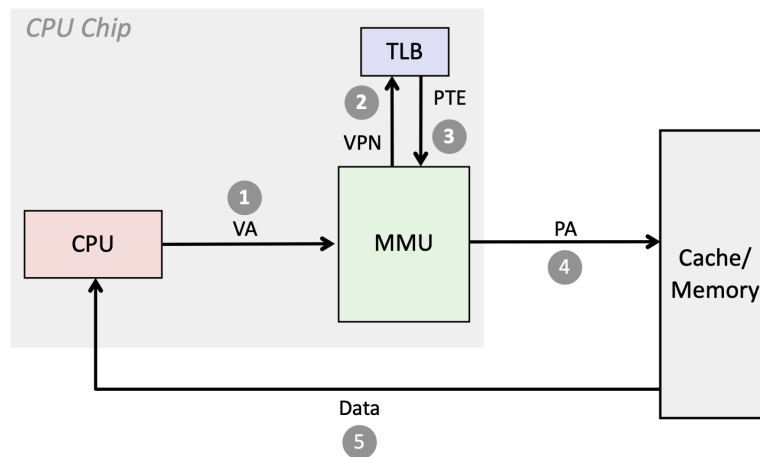 CPU Chip
TLB
2
PTE
VPN
3
1
VA
CPU
MMU
PA
4
Cache/
Memory
Data
5